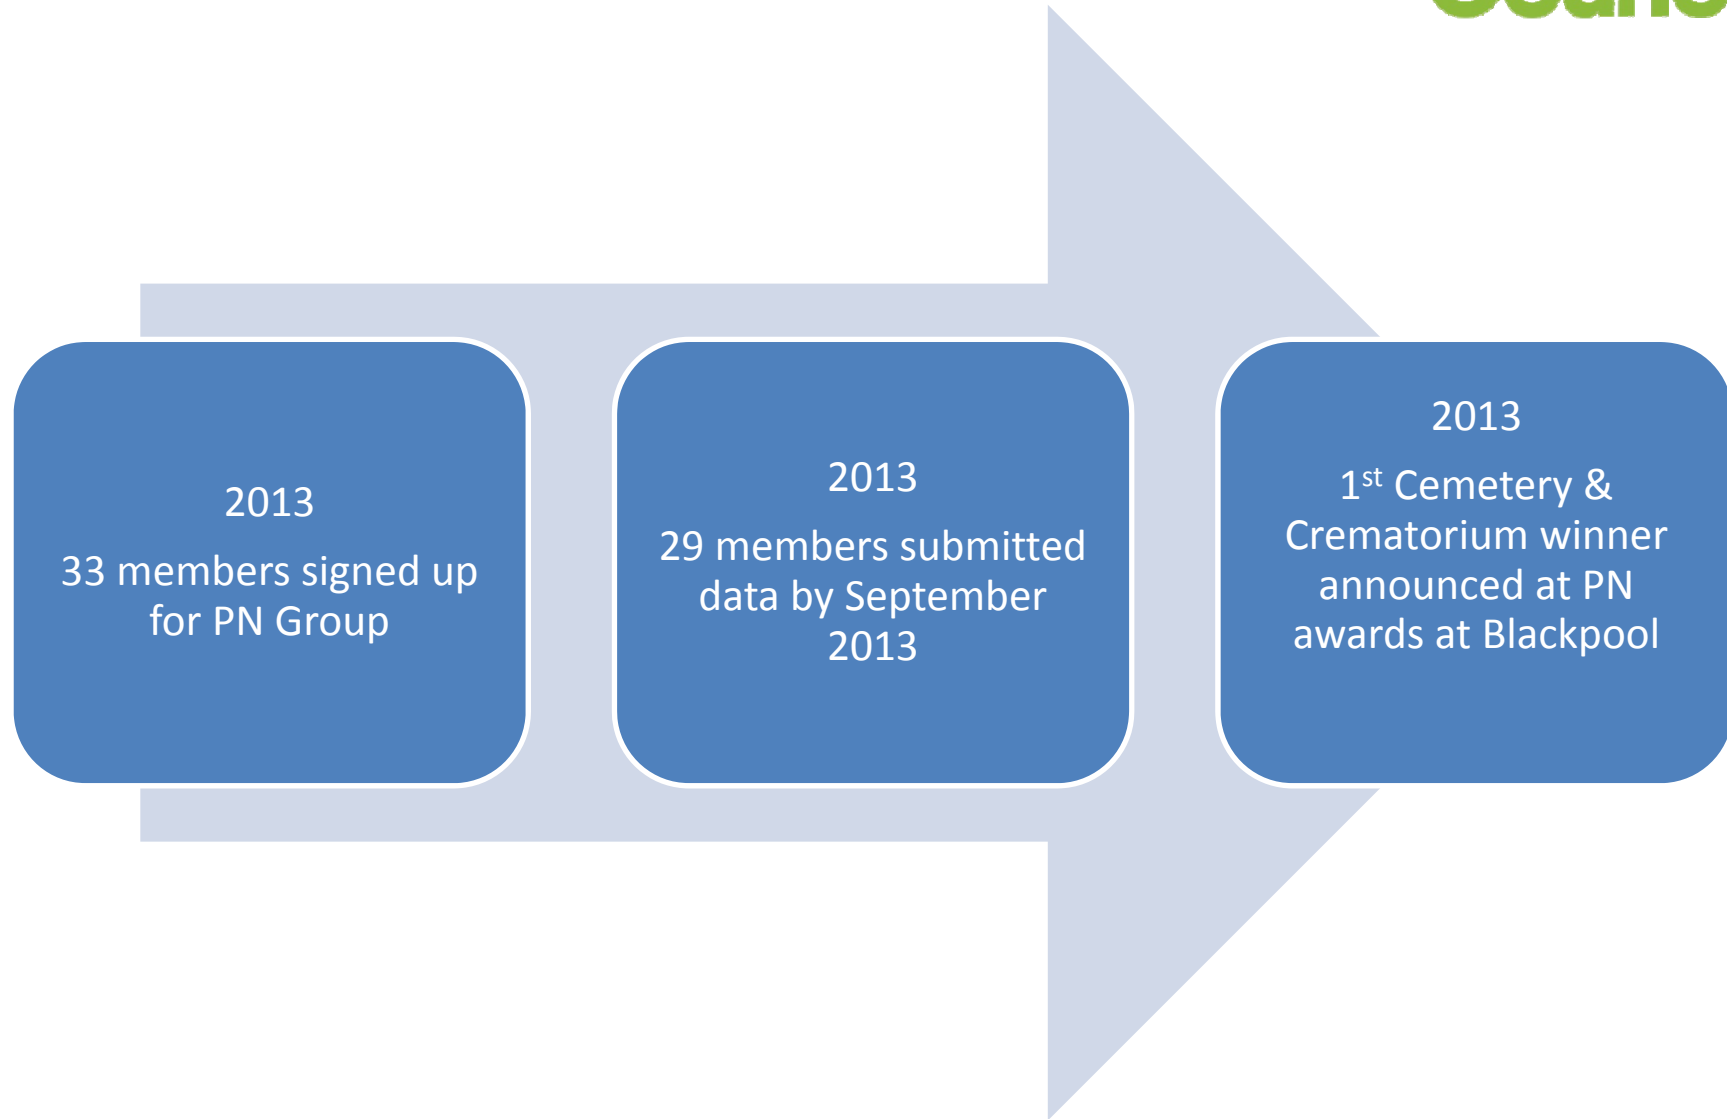 2013
33 members signed up
for PN Group
2013
29 members submitted
data by September
2013
2013
1st Cemetery &
Crematorium winner
announced at PN
awards at Blackpool